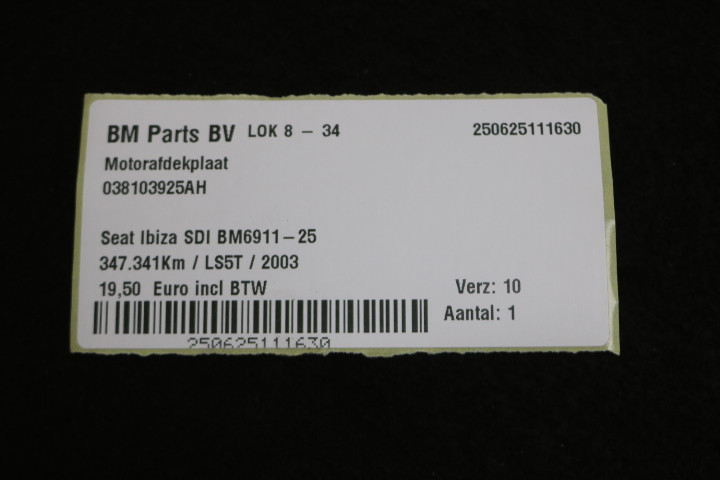 BM Parts BV LOK 8 – 34 250625111630
Motorafdekplaat
038103925AH
Seat Ibiza SDI BM6911–25
347.341Km / LS5T / 2003
19,50 Euro incl BTW Verz: 10
Aantal: 1
250625111630